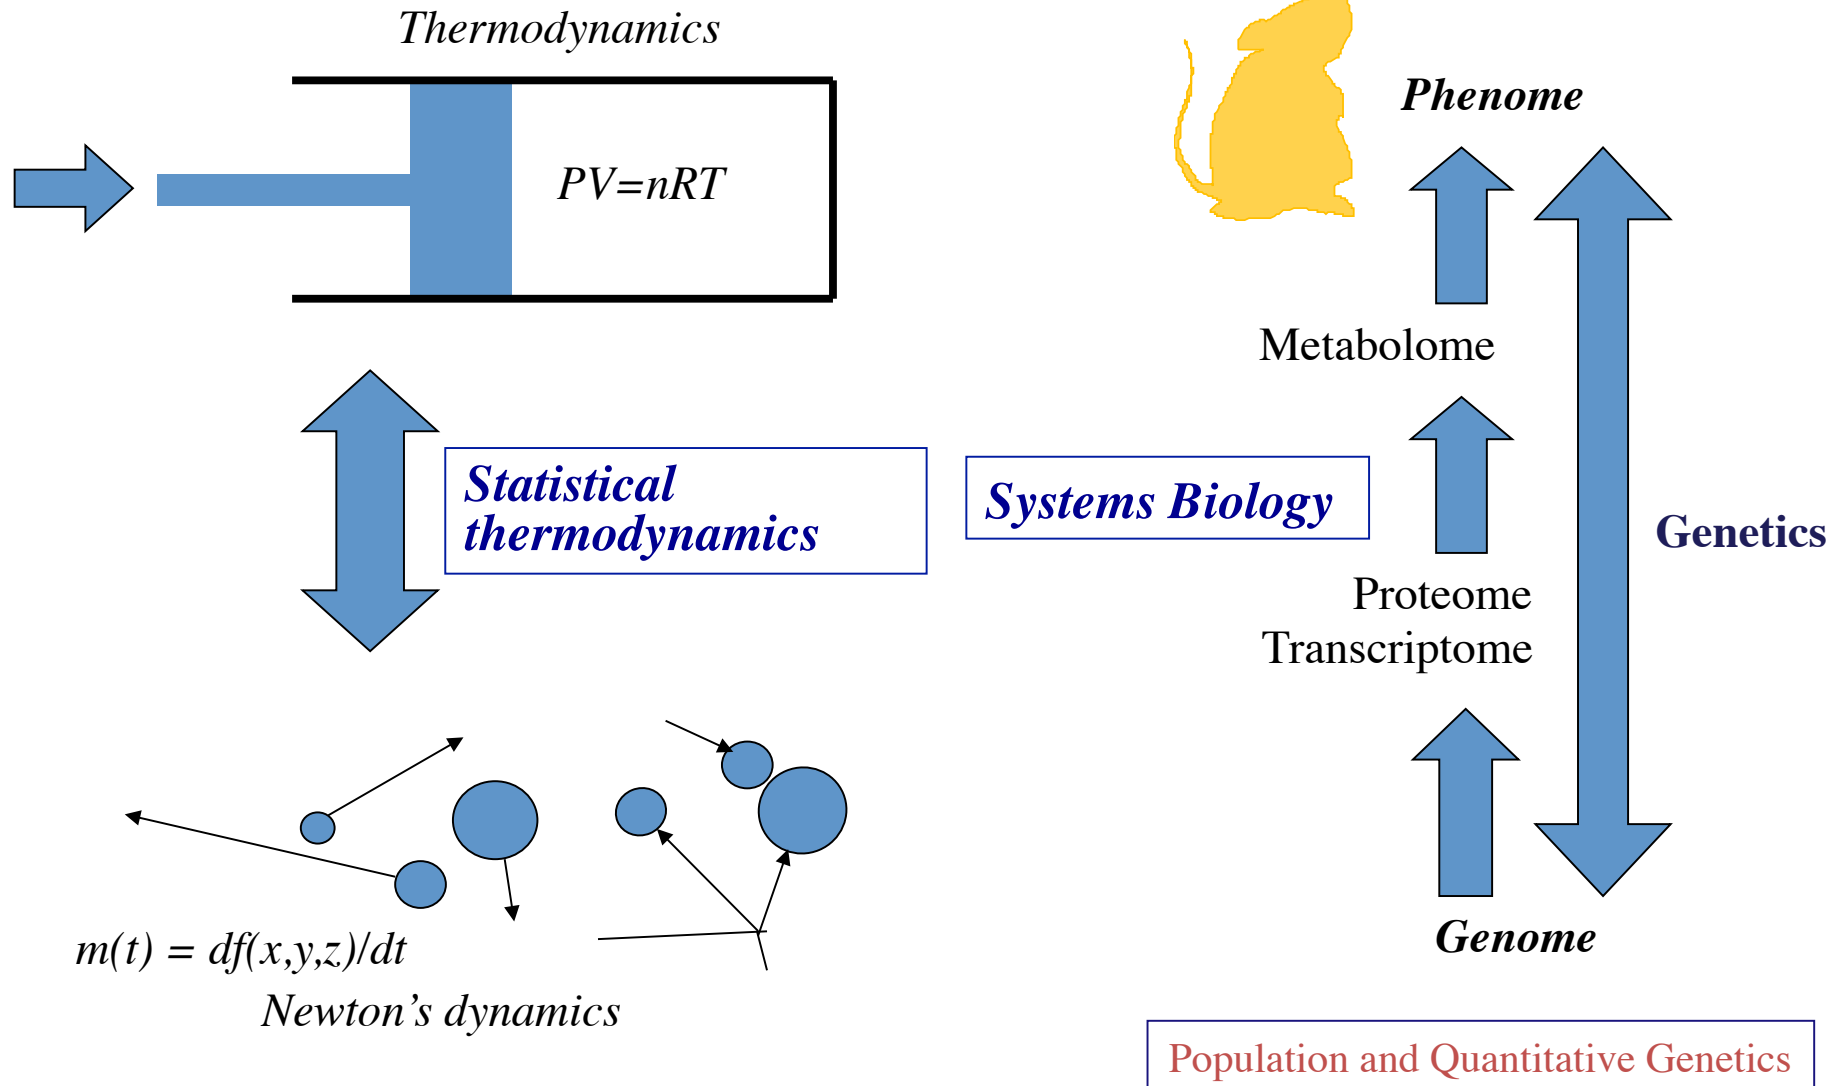 Thermodynamics
PV=nRT
Statistical
thermodynamics
m(t) = df(x,y,z)/dt
Newton’s dynamics
Phenome
Metabolome
Systems Biology
Genetics
Proteome
Transcriptome
Genome
Population and Quantitative Genetics